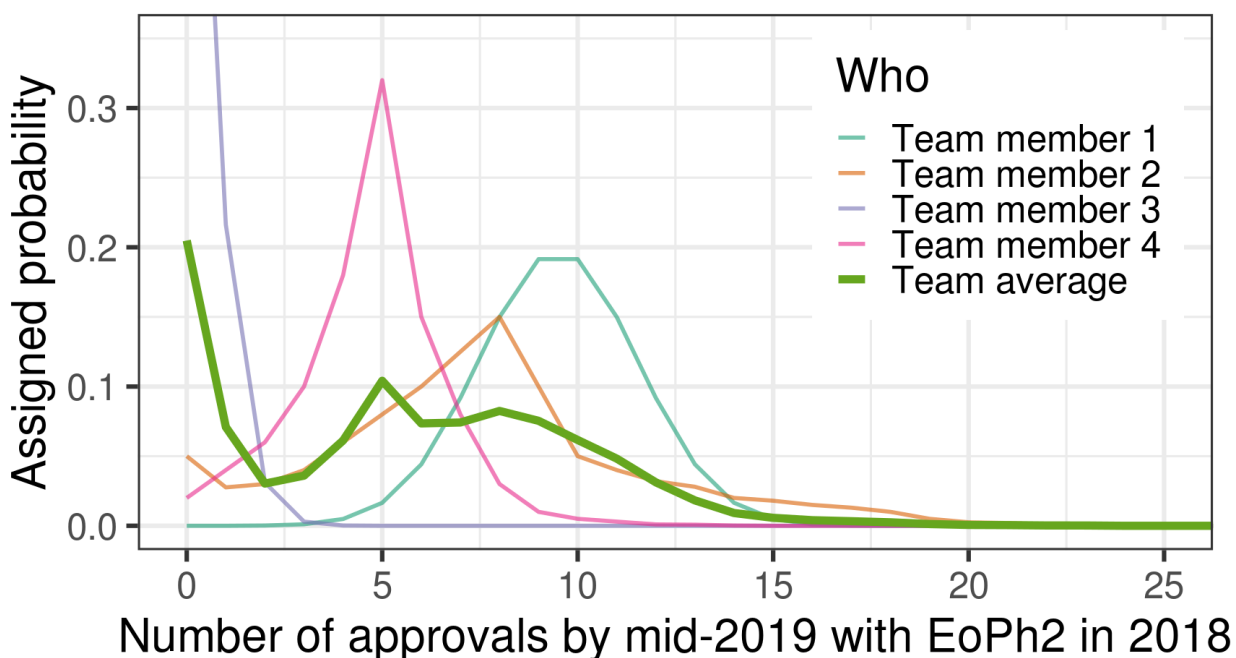 Assigned probability
0.3
0.2
0.1
0.0
Who
Team member 1
Team member 2
Team member 3
Team member 4
Team average
0 5 10 15 20 25
Number of approvals by mid-2019 with EoPh2 in 2018